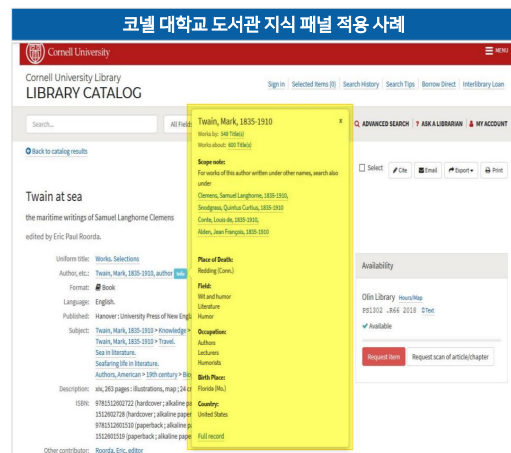 코넬 대학교 도서관 지식 패널 적용 사례
Cornell University
MENU
Cornell University Library
LIBRARY CATALOG
Sign in Selected Items (0) Search History Search Tips Borrow Direct Interlibrary Loan
Search... All Fields
ADVANCED SEARCH ? ASK A LIBRARIAN MY ACCOUNT
Back to catalog results
Select Cite Email Export Print
Twain at sea
the maritime writings of Samuel Langhorne Clemens
edited by Eric Paul Roorda.
Uniform title: Works. Selections
Author, etc.: Twain, Mark, 1835-1910, author Info
Format: Book
Language: English.
Published: Hanover : University Press of New Engl
Subject: Twain, Mark, 1835-1910 > Knowledge >
Twain, Mark, 1835-1910 > Travel.
Sea in literature.
Seafaring life in literature.
Authors, American > 19th century > Bio
Description: xix, 263 pages : illustrations, map ; 24 c
ISBN: 9781512602722 (hardcover ; alkaline pape
1512602728 (hardcover ; alkaline paper
9781512601510 (paperback ; alkaline pa
1512601519 (paperback ; alkaline pape
Other contributor: Roorda, Eric, editor
Twain, Mark, 1835-1910 x
Works by: 549 Title(s)
Works about: 600 Title(s)
Scope note:
For works of this author written under other names, search also
under
Clemens, Samuel Langhorne, 1835-1910,
Snodgrass, Quintus Curtius, 1835-1910
Conte, Louis de, 1835-1910,
Alden, Jean François, 1835-1910
Place of Death:
Redding (Conn.)
Field:
Wit and humor
Literature
Humor
Occupation:
Authors
Lecturers
Humorists
Birth Place:
Florida (Mo.)
Country:
United States
Full record
Availability
Olin Library Hours/Map
PS1302 .R66 2018 Text
Available
Request item Request scan of article/chapter